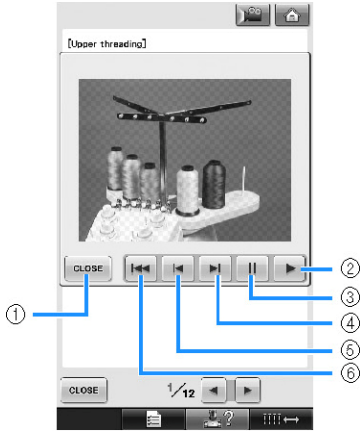 [Upper threading]
CLOSE
①
②
③
④
⑤
⑥
CLOSE
1/12
?